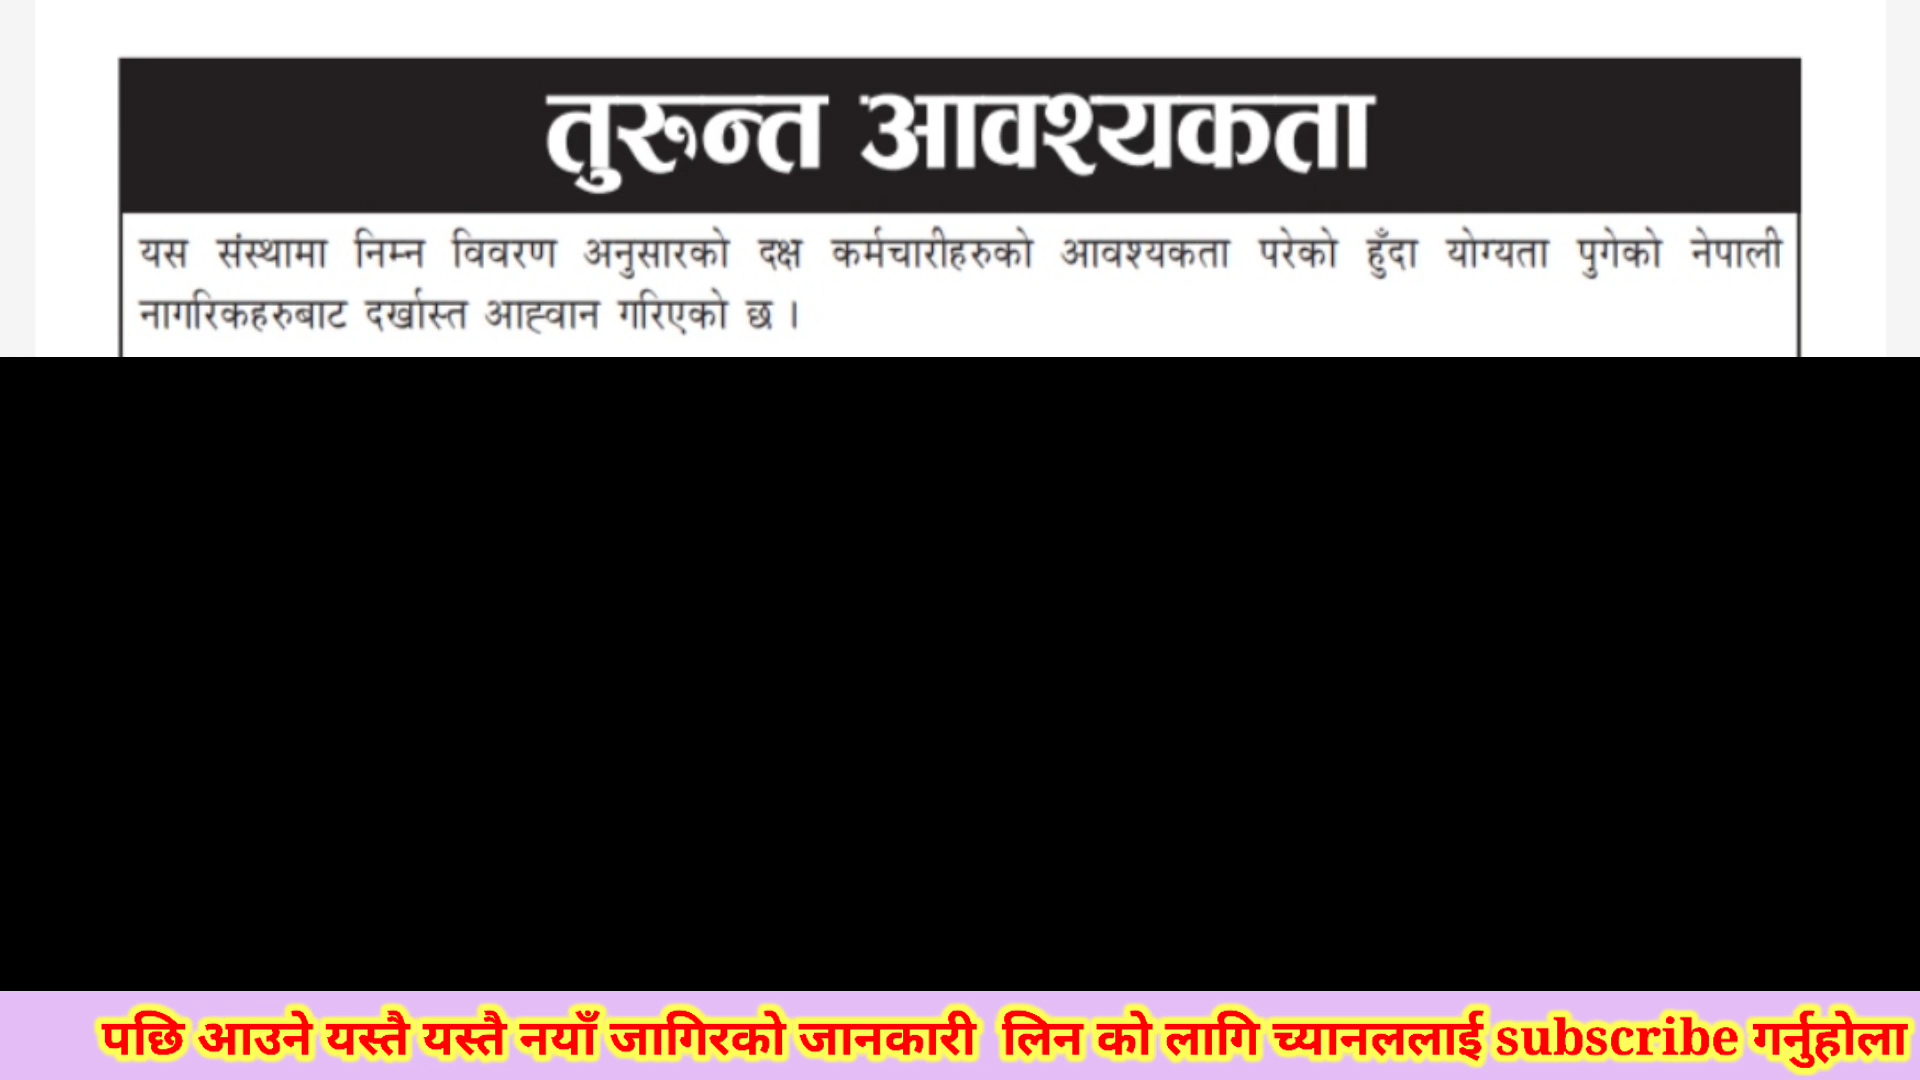 तुरुन्त आवश्यकता
यस संस्थामा निम्न विवरण अनुसारको दक्ष कर्मचारीहरुको आवश्यकता परेको हुँदा योग्यता पुगेको नेपाली
नागरिकहरुबाट दर्खास्त आह्वान गरिएको छ ।
पछि आउने यस्तै यस्तै नयाँ जागिरको जानकारी लिन को लागि च्यानललाई subscribe गर्नुहोला